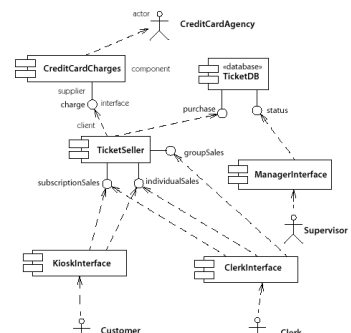 actor
CreditCardAgency
CreditCardCharges
component
«database»
TicketDB
supplier
charge
interface
purchase
status
client
TicketSeller
groupSales
ManagerInterface
subscriptionSales
individualSales
Supervisor
KioskInterface
ClerkInterface
Customer
Clerk